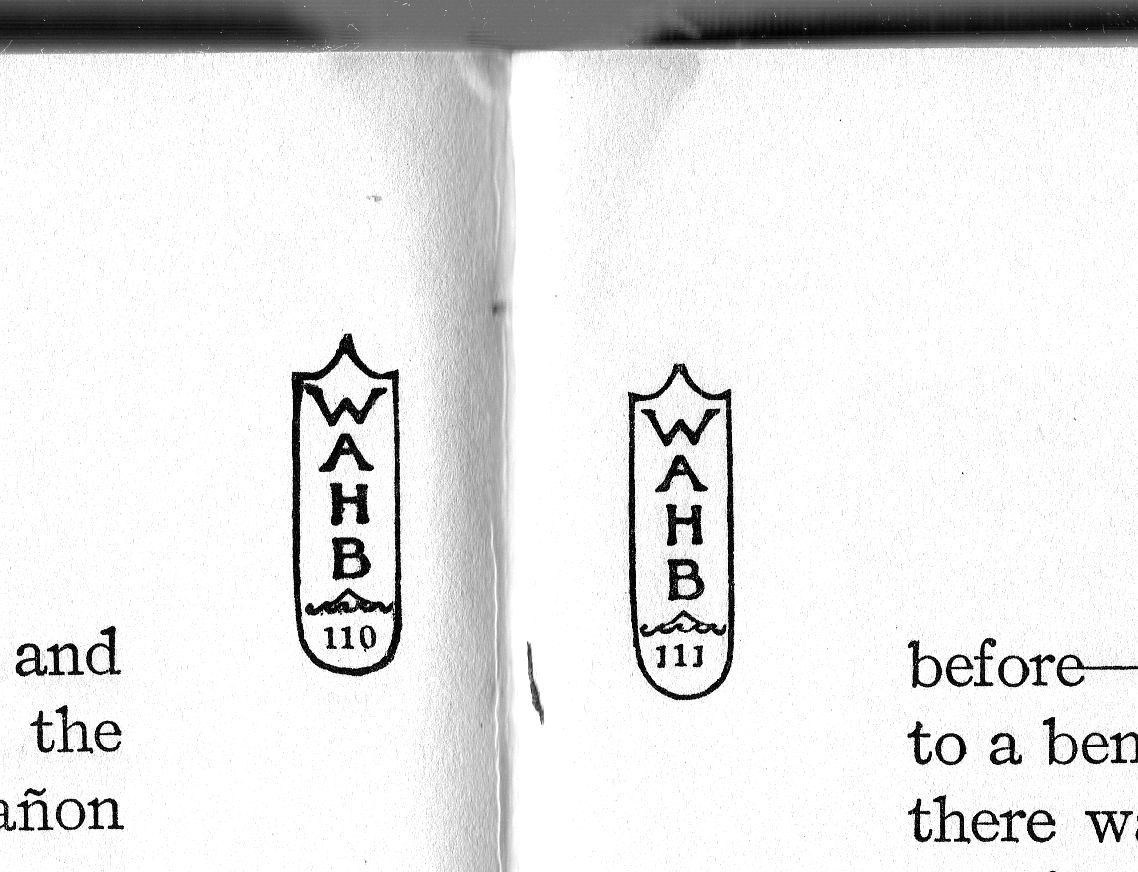 W
A
H
B
110
and
the
añon
W
A
H
B
111
before—
to a ben
there wa